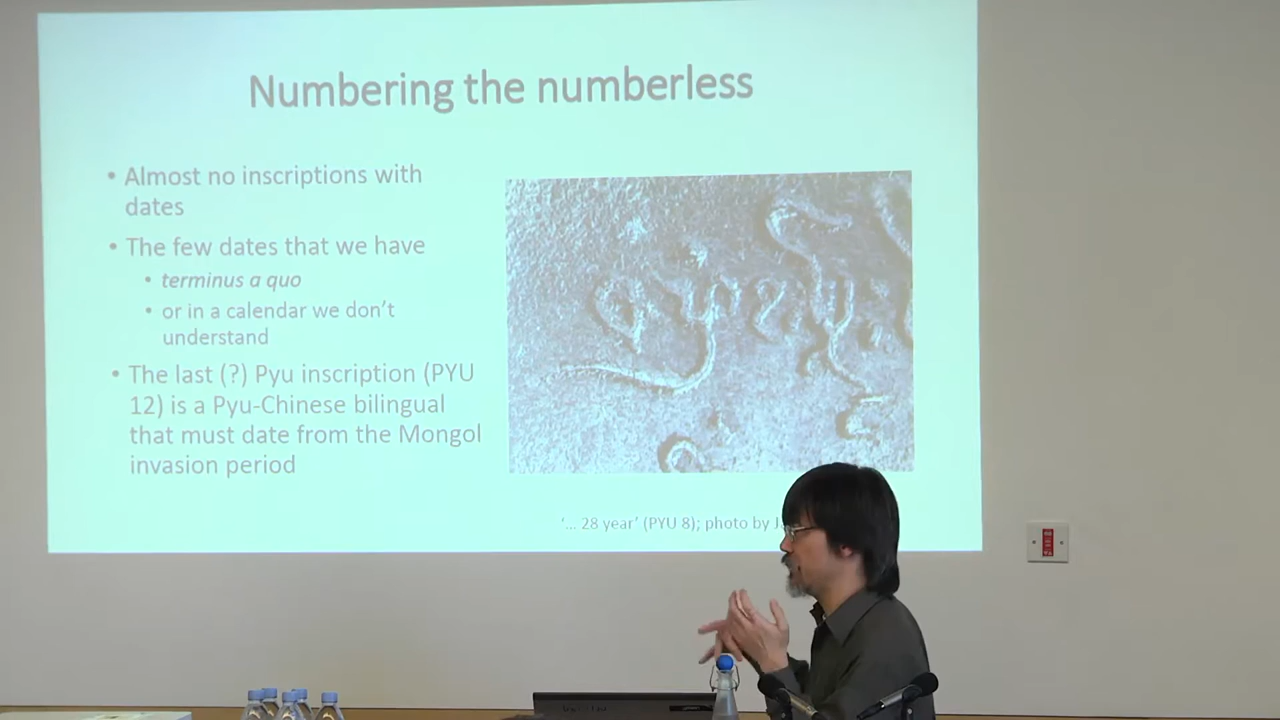 Numbering the numberless
• Almost no inscriptions with
dates
• The few dates that we have
• terminus a quo
• or in a calendar we don’t
understand
• The last (?) Pyu inscription (PYU
12) is a Pyu-Chinese bilingual
that must date from the Mongol
invasion period
‘... 28 year’ (PYU 8); photo by